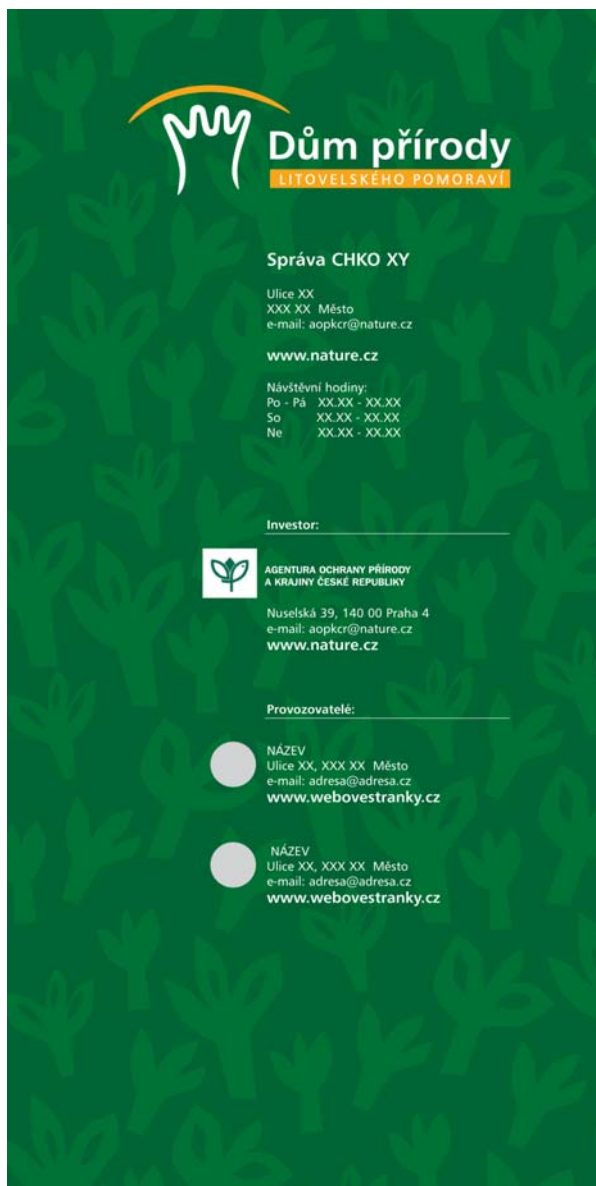 Dům přírody
LITOVELSKÉHO POMORAVÍ
Správa CHKO XY
Ulice XX
XXX XX Město
e-mail: aopkcr@nature.cz
www.nature.cz
Návštěvní hodiny:
Po - Pá XX.XX - XX.XX
So XX.XX - XX.XX
Ne XX.XX - XX.XX
Investor:
AGENTURA OCHRANY PŘÍRODY
A KRAJINY ČESKÉ REPUBLIKY
Nuselská 39, 140 00 Praha 4
e-mail: aopkcr@nature.cz
www.nature.cz
Provozovatelé:
NÁZEV
Ulice XX, XXX XX Město
e-mail: adresa@adresa.cz
www.webovestranky.cz
NÁZEV
Ulice XX, XXX XX Město
e-mail: adresa@adresa.cz
www.webovestranky.cz